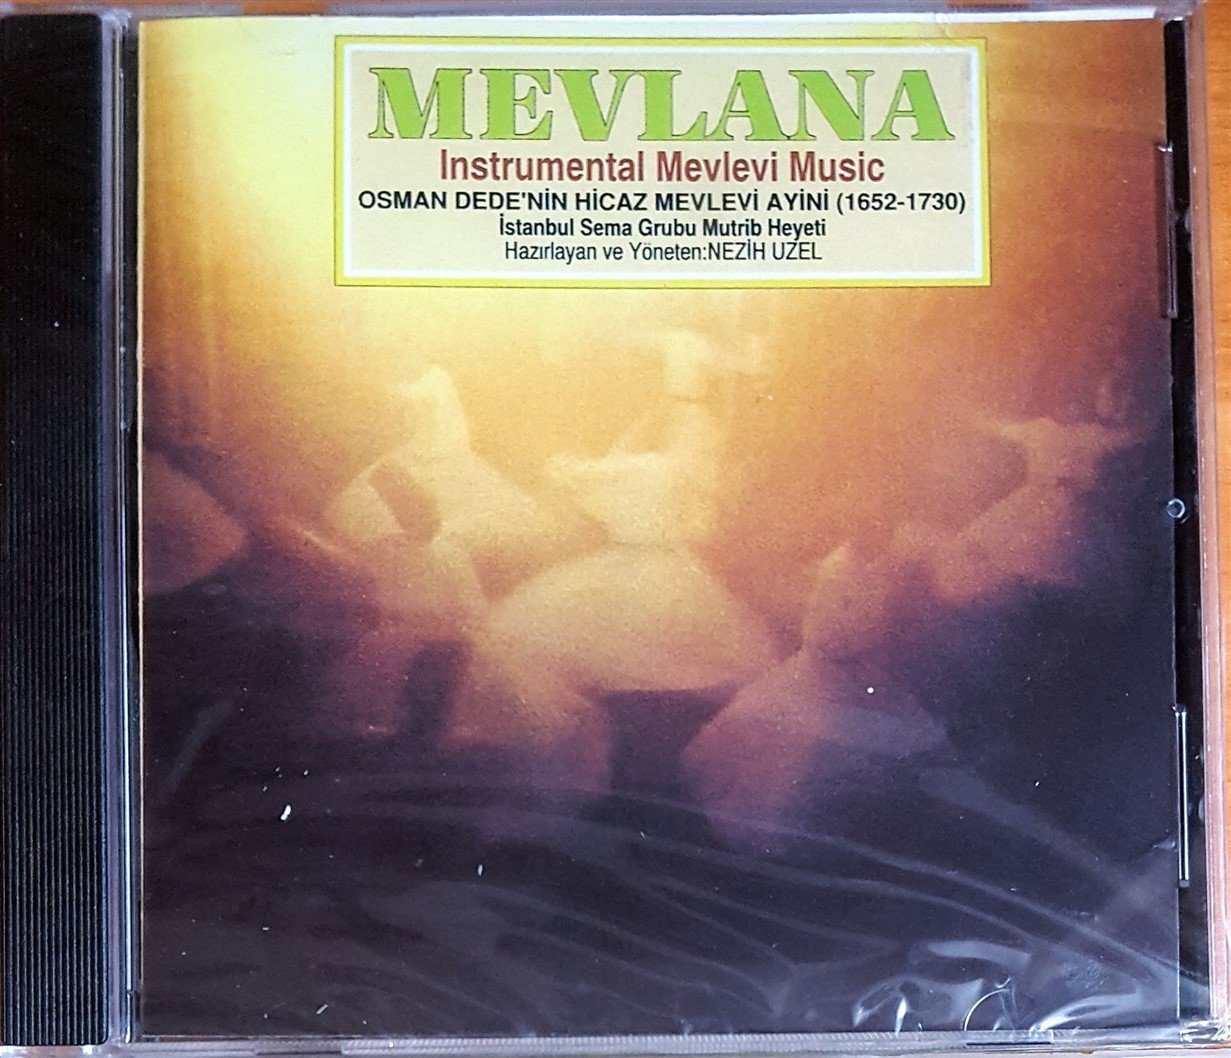 MEVLANA
Instrumental Mevlevi Music
OSMAN DEDE'NİN HİCAZ MEVLEVİ AYİNİ (1652-1730)
İstanbul Sema Grubu Mutrib Heyeti
Hazırlayan ve Yöneten:NEZİH UZEL